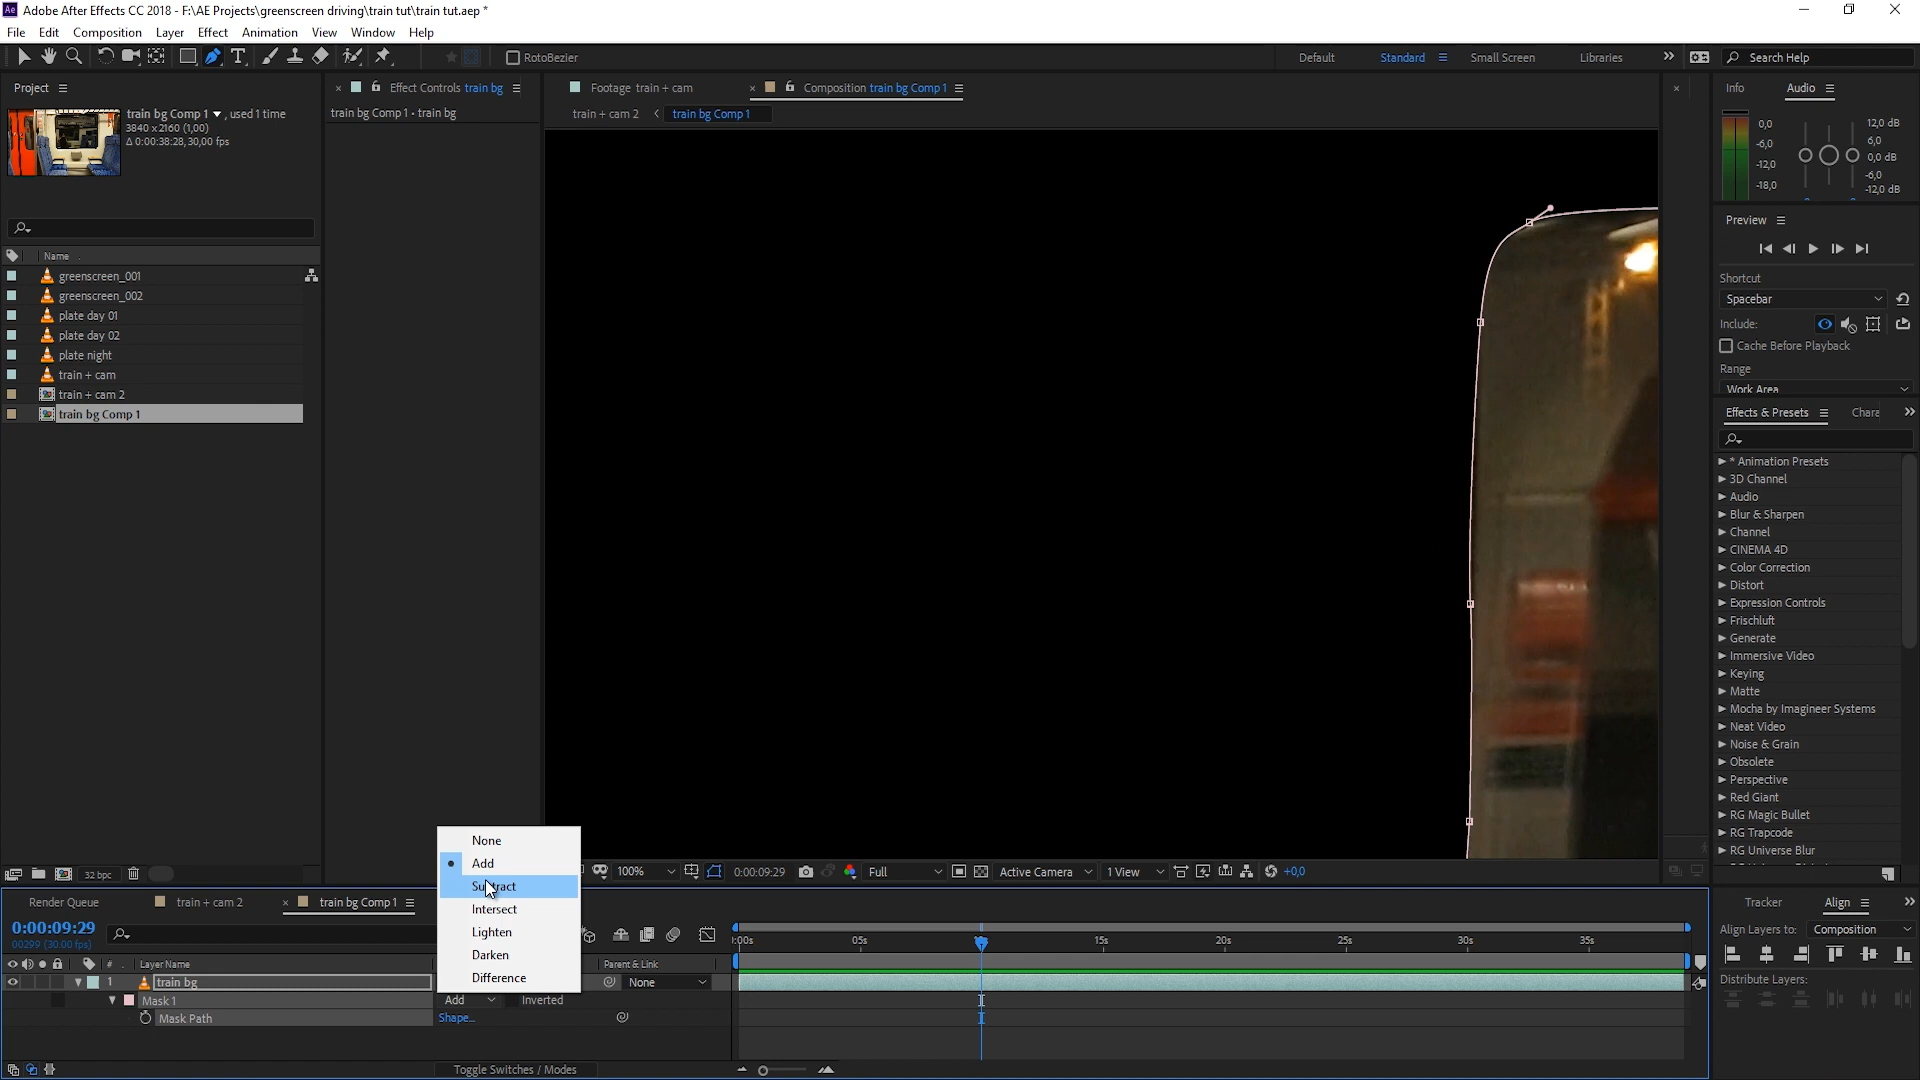 Ae Adobe After Effects CC 2018 - F:\AE Projects\greenscreen driving\train tut\train tut.aep *
File Edit Composition Layer Effect Animation View Window Help
RotoBezier
Default Standard Small Screen Libraries Search Help
Project
train bg Comp 1 , used 1 time
3840 x 2160 (1,00)
Δ 0:00:38:28, 30,00 fps
Name
greenscreen_001
greenscreen_002
plate day 01
plate day 02
plate night
train + cam
train + cam 2
train bg Comp 1
32 bpc
Effect Controls train bg
train bg Comp 1 • train bg
Footage train + cam
Composition train bg Comp 1
train + cam 2 train bg Comp 1
100% 0:00:09:29 Full Active Camera 1 View +0,0
Info Audio
0,0
-6,0
-12,0
-18,0
12,0 dB
6,0
0,0 dB
-6,0
-12,0 dB
Preview
Shortcut
Spacebar
Include:
Cache Before Playback
Range
Work Area
Effects & Presets Chara
* Animation Presets
3D Channel
Audio
Blur & Sharpen
Channel
CINEMA 4D
Color Correction
Distort
Expression Controls
Frischluft
Generate
Immersive Video
Keying
Matte
Mocha by Imagineer Systems
Neat Video
Noise & Grain
Obsolete
Perspective
Red Giant
RG Magic Bullet
RG Trapcode
RG Universe Blur
None
Add
Subtract
Intersect
Lighten
Darken
Difference
Render Queue train + cam 2 train bg Comp 1
0:00:09:29
00299 (30.00 fps)
# Layer Name Parent & Link
1 train bg None
Mask 1 Add Inverted
Mask Path Shape...
Toggle Switches / Modes
:00s 05s 10s 15s 20s 25s 30s 35s
Tracker Align
Align Layers to: Composition
Distribute Layers: